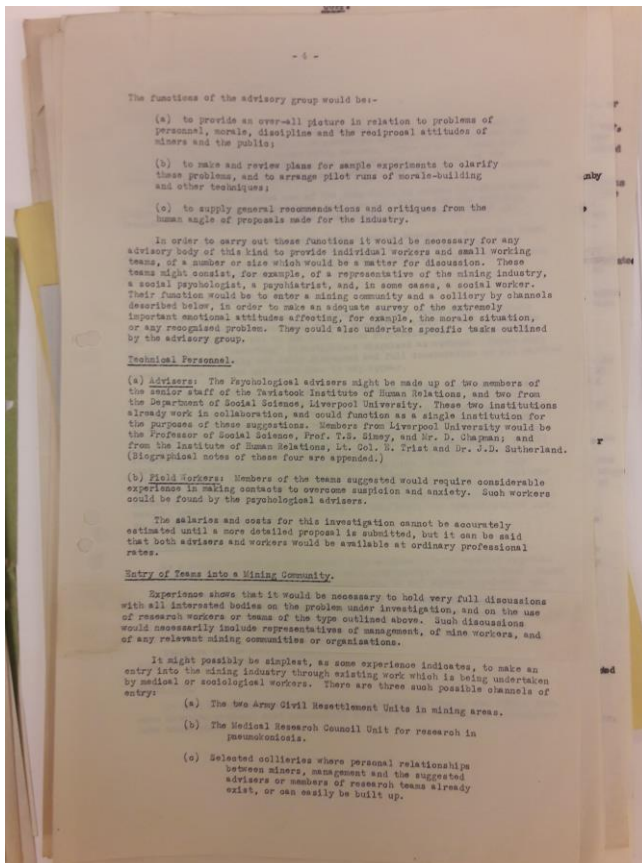 - 4 -
The functions of the advisory group would be:-
(a) to provide an over-all picture in relation to problems of
personnel, morale, discipline and the reciprocal attitudes of
miners and the public;
(b) to make and review plans for sample experiments to clarify
these problems, and to arrange pilot runs of morale-building
and other techniques;
(c) to supply general recommendations and critiques from the
human angle of proposals made for the industry.
In order to carry out these functions it would be necessary for any
advisory body of this kind to provide individual workers and small working
teams, of a number or size which would be a matter for discussion. These
teams might consist, for example, of a representative of the mining industry,
a social psychologist, a psychiatrist, and, in some cases, a social worker.
Their function would be to enter a mining community and a colliery by channels
described below, in order to make an adequate survey of the extremely
important emotional attitudes affecting, for example, the morale situation,
or any recognised problem. They could also undertake specific tasks outlined
by the advisory group.
Technical Personnel.
(a) Advisers: The Psychological advisers might be made up of two members of
the senior staff of the Tavistock Institute of Human Relations, and two from
the Department of Social Science, Liverpool University. These two institutions
already work in collaboration, and could function as a single institution for
the purposes of these suggestions. Members from Liverpool University would be
the Professor of Social Science, Prof. T.S. Simey, and Mr. D. Chapman; and
from the Institute of Human Relations, Lt. Col. E. Trist and Dr. J.D. Sutherland.
(Biographical notes of these four are appended.)
(b) Field Workers: Members of the teams suggested would require considerable
experience in making contacts to overcome suspicion and anxiety. Such workers
could be found by the psychological advisers.
The salaries and costs for this investigation cannot be accurately
estimated until a more detailed proposal is submitted, but it can be said
that both advisers and workers would be available at ordinary professional
rates.
Entry of Teams into a Mining Community.
Experience shows that it would be necessary to hold very full discussions
with all interested bodies on the problem under investigation, and on the use
of research workers or teams of the type outlined above. Such discussions
would necessarily include representatives of management, of mine workers, and
of any relevant mining communities or organisations.
It might possibly be simplest, as some experience indicates, to make an
entry into the mining industry through existing work which is being undertaken
by medical or sociological workers. There are three such possible channels of
entry:
(a) The two Army Civil Resettlement Units in mining areas.
(b) The Medical Research Council Unit for research in
pneumokoniosis.
(c) Selected collieries where personal relationships
between miners, management and the suggested
advisers or members of research teams already
exist, or can easily be built up.